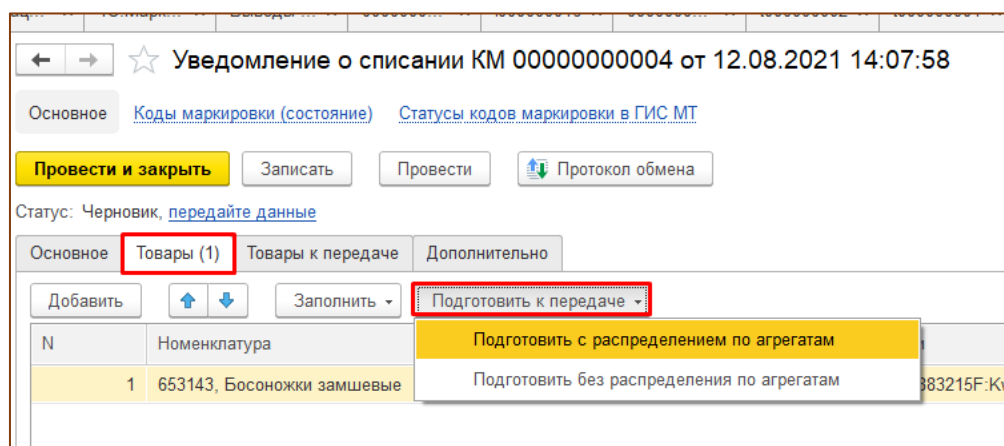 Уведомление о списании КМ 00000000004 от 12.08.2021 14:07:58
Основное Коды маркировки (состояние) Статусы кодов маркировки в ГИС МТ
Провести и закрыть Записать Провести Протокол обмена
Статус: Черновик, передайте данные
Основное Товары (1) Товары к передаче Дополнительно
Добавить Заполнить Подготовить к передаче
N Номенклатура Подготовить с распределением по агрегатам
1 653143, Босоножки замшевые Подготовить без распределения по агрегатам